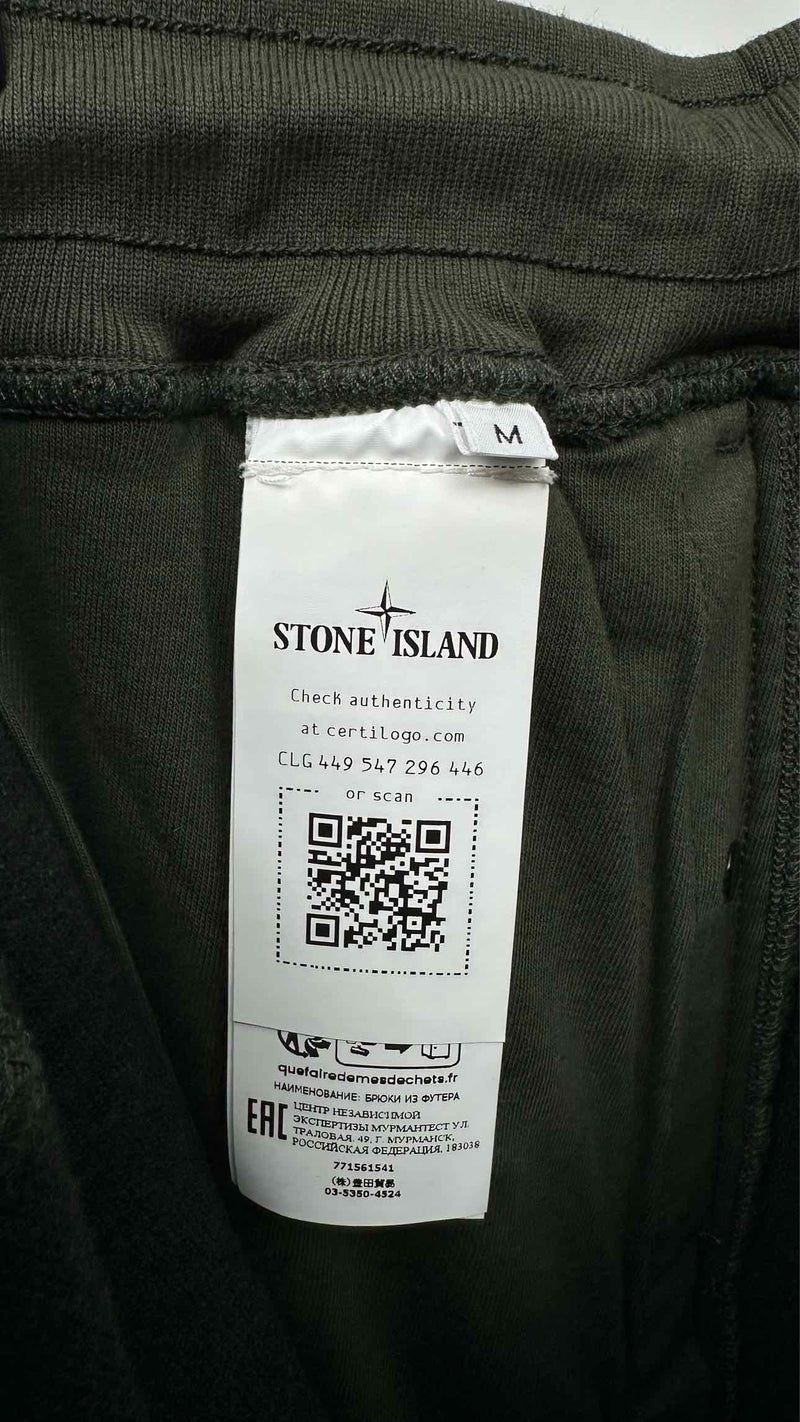 M
STONE ISLAND
Check authenticity
at certilogo.com
CLG 449 547 296 446
or scan
quefairedemesdechets.fr
НАИМЕНОВАНИЕ: БРЮКИ ИЗ ФУТЕРА
EAC
ЦЕНТР НЕЗАВИСИМОЙ
ЭКСПЕРТИЗЫ МУРМАНТЕСТ УЛ.
ТРАЛОВАЯ. 49, Г. МУРМАНСК,
РОССИЙСКАЯ ФЕДЕРАЦИЯ, 183038
771561541
(株)豊田貿易
03-5350-4524